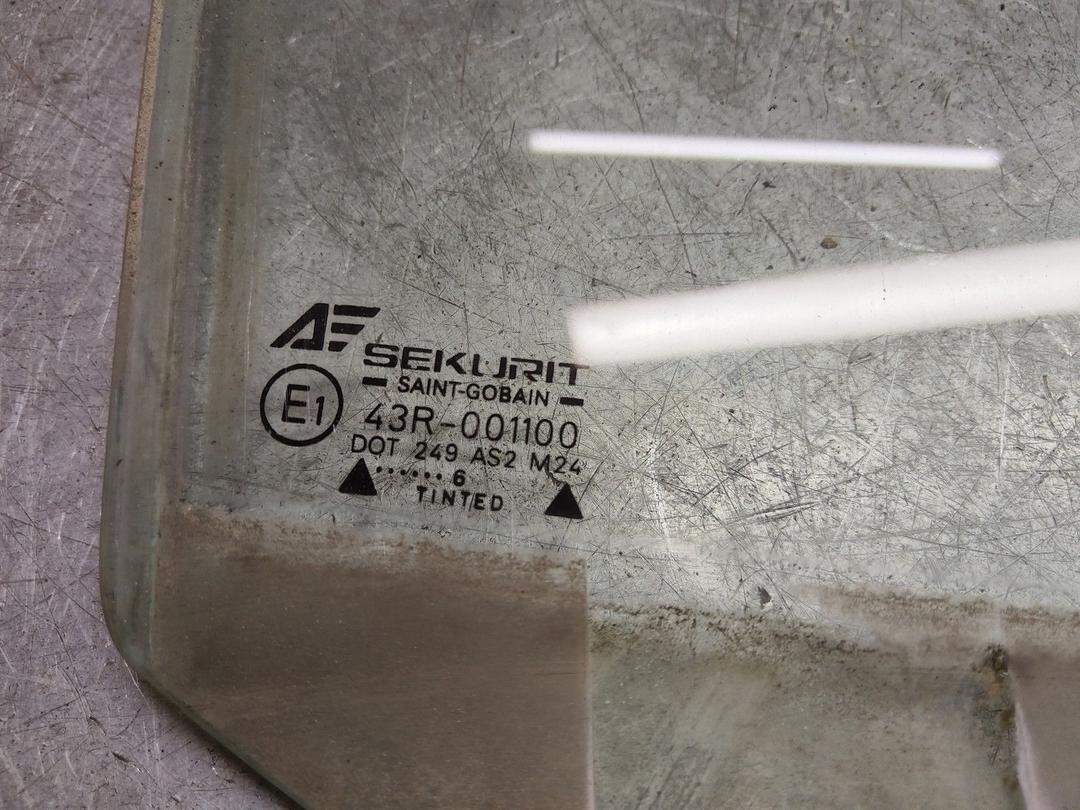 SEKURIT
SAINT-GOBAIN
E1
43R-001100
DOT 249 AS2 M24
......6
TINTED